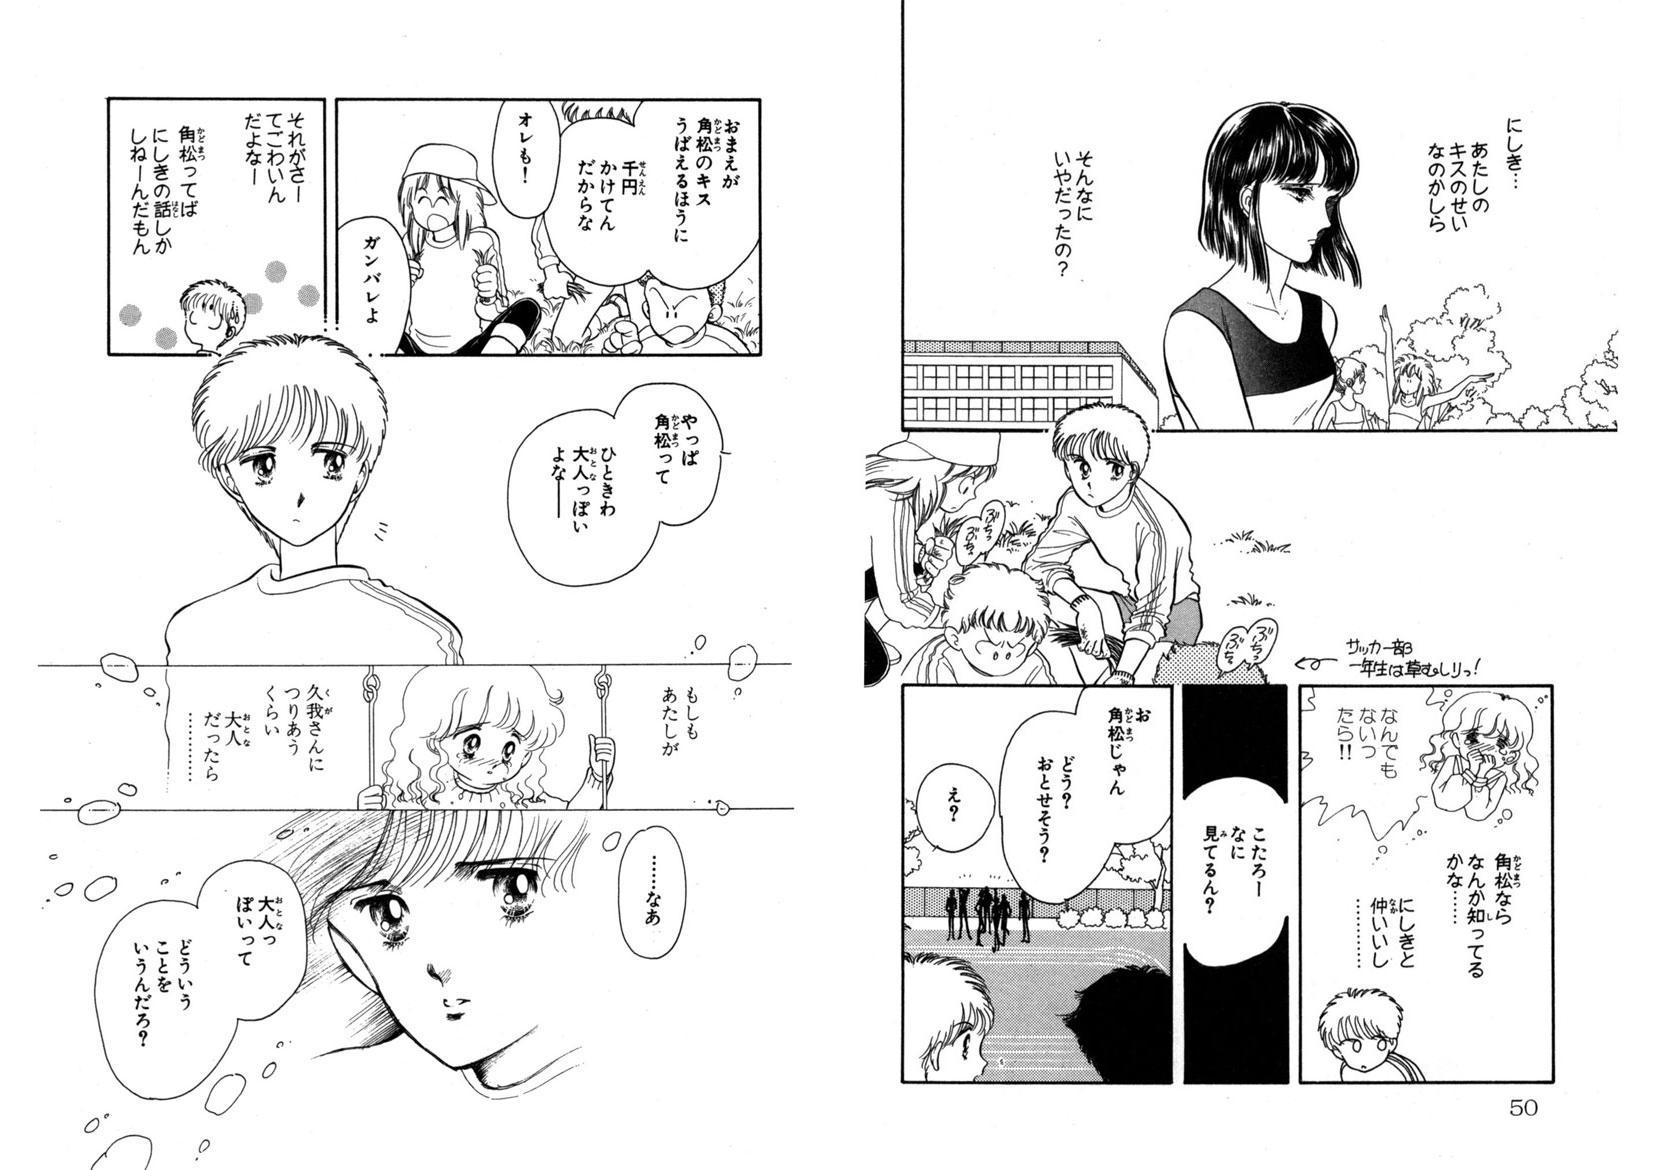 にしき…
あたしの
キスのせい
なのかしら
そんなに
いやだったの？
ぶちっ
ぶちっ
ぶちっ
ぶちっ
サッカー部
一年生は草むしりっ！
なんでも
ないっ
たら!!
角松なら
なんか知ってる
かな……
にしきと
仲いいし
………
こたろー
なに
見てるん？
お
角松じゃん
どう？
おとせそう？
え？
50
おまえが
角松のキス
うばえるほうに
千円
かけてん
だからな
オレも！
ガンバレよ
それがさー
てごわいん
だよなー
角松ってば
にしきの話しか
しねーんだもん
やっぱ
角松って
ひときわ
大人っぽい
よな――
もしも
あたしが
久我さんに
つりあう
くらい
大人
だったら
…………
……なあ
大人っ
ぽいって
どういう
ことを
いうんだろ？